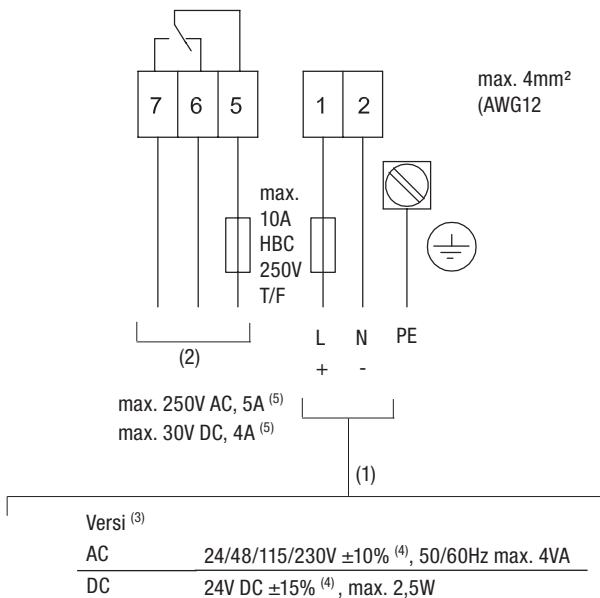 7 6 5 1 2
max. 4mm²
(AWG12
max.
10A
HBC
250V
T/F
L N PE
+ -
(2)
max. 250V AC, 5A (5)
max. 30V DC, 4A (5)
(1)
Versi (3)
AC 24/48/115/230V ±10% (4), 50/60Hz max. 4VA
DC 24V DC ±15% (4) , max. 2,5W